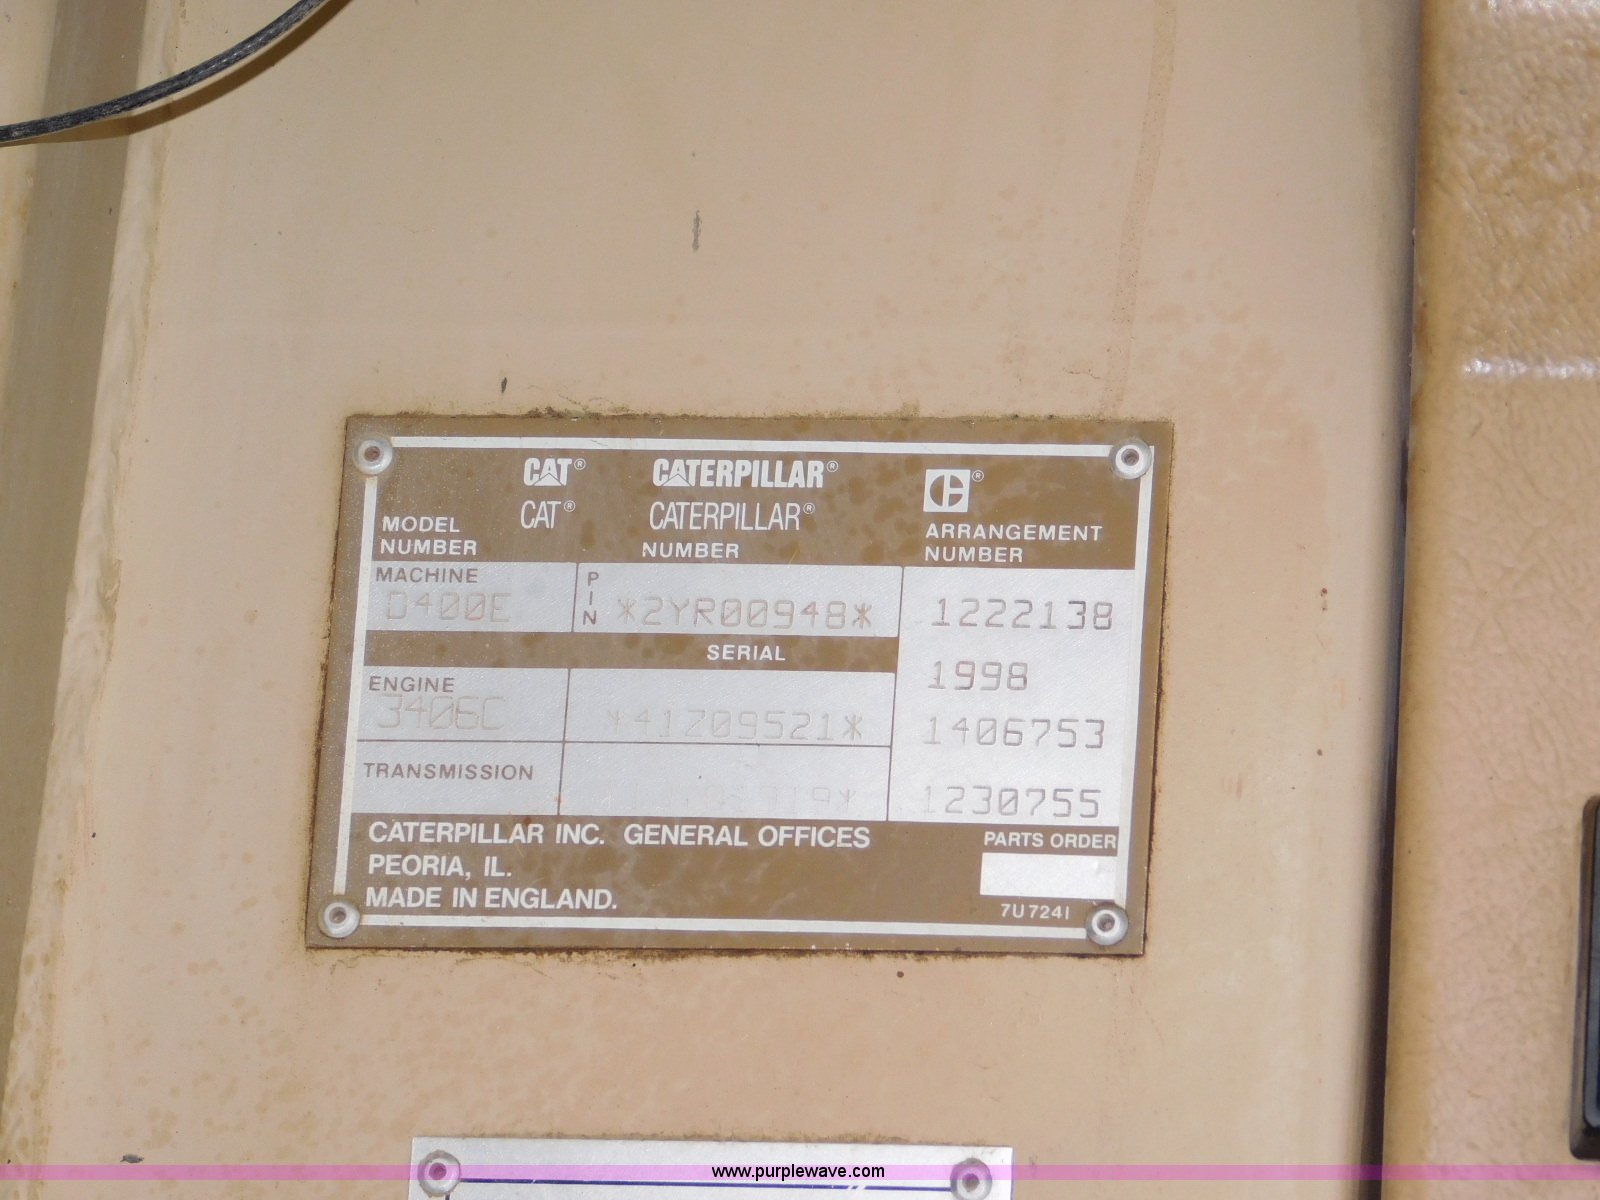 CAT® CATERPILLAR®
CAT® CATERPILLAR®
MODEL NUMBER
NUMBER
ARRANGEMENT NUMBER
MACHINE
D400E
PIN
*2YR00948*
1222138
SERIAL
1998
ENGINE
3406C
*41Z09521*
1406753
TRANSMISSION
1230755
CATERPILLAR INC. GENERAL OFFICES
PEORIA, IL.
MADE IN ENGLAND.
PARTS ORDER
7U7241
www.purplewave.com